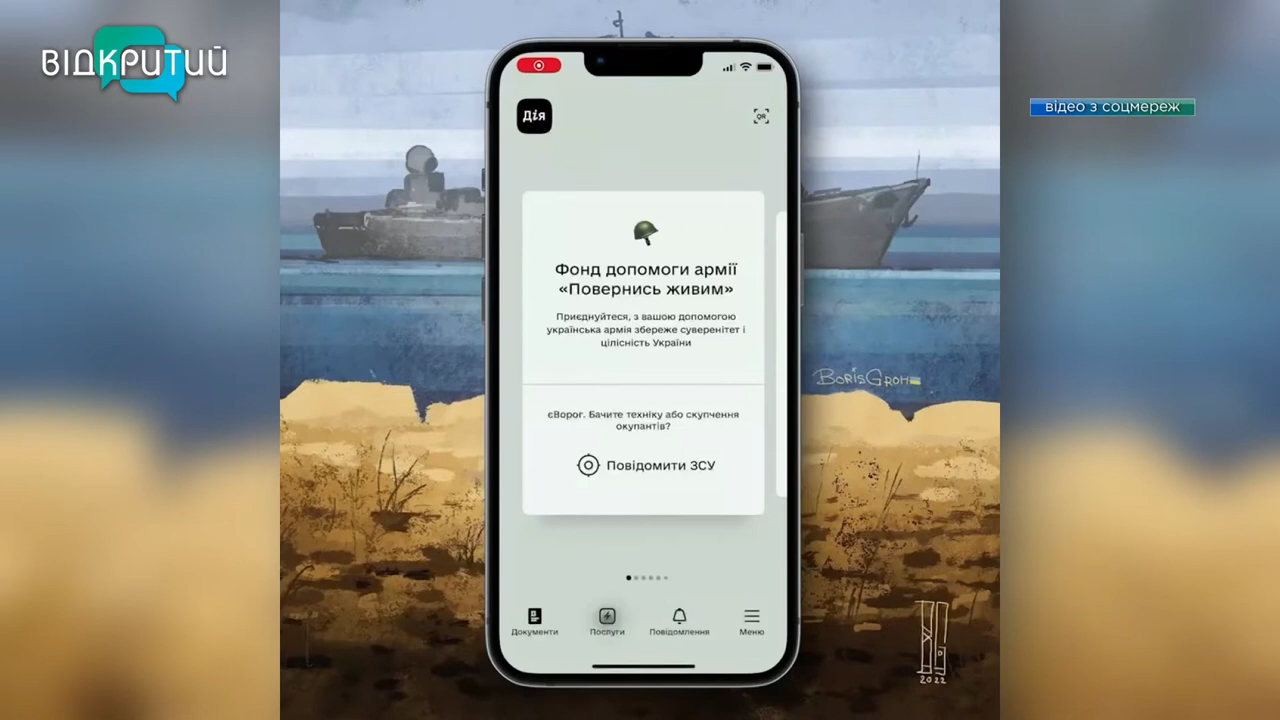 ВІДКРИТИЙ
відео з соцмереж
Дія
QR
Фонд допомоги армії
«Повернись живим»
Приєднуйтеся, з вашою допомогою
українська армія збереже суверенітет і
цілісність України
BorisGroh
єВорог. Бачите техніку або скупчення
окупантів?
Повідомити ЗСУ
Документи
Послуги
Повідомлення
Меню
2022